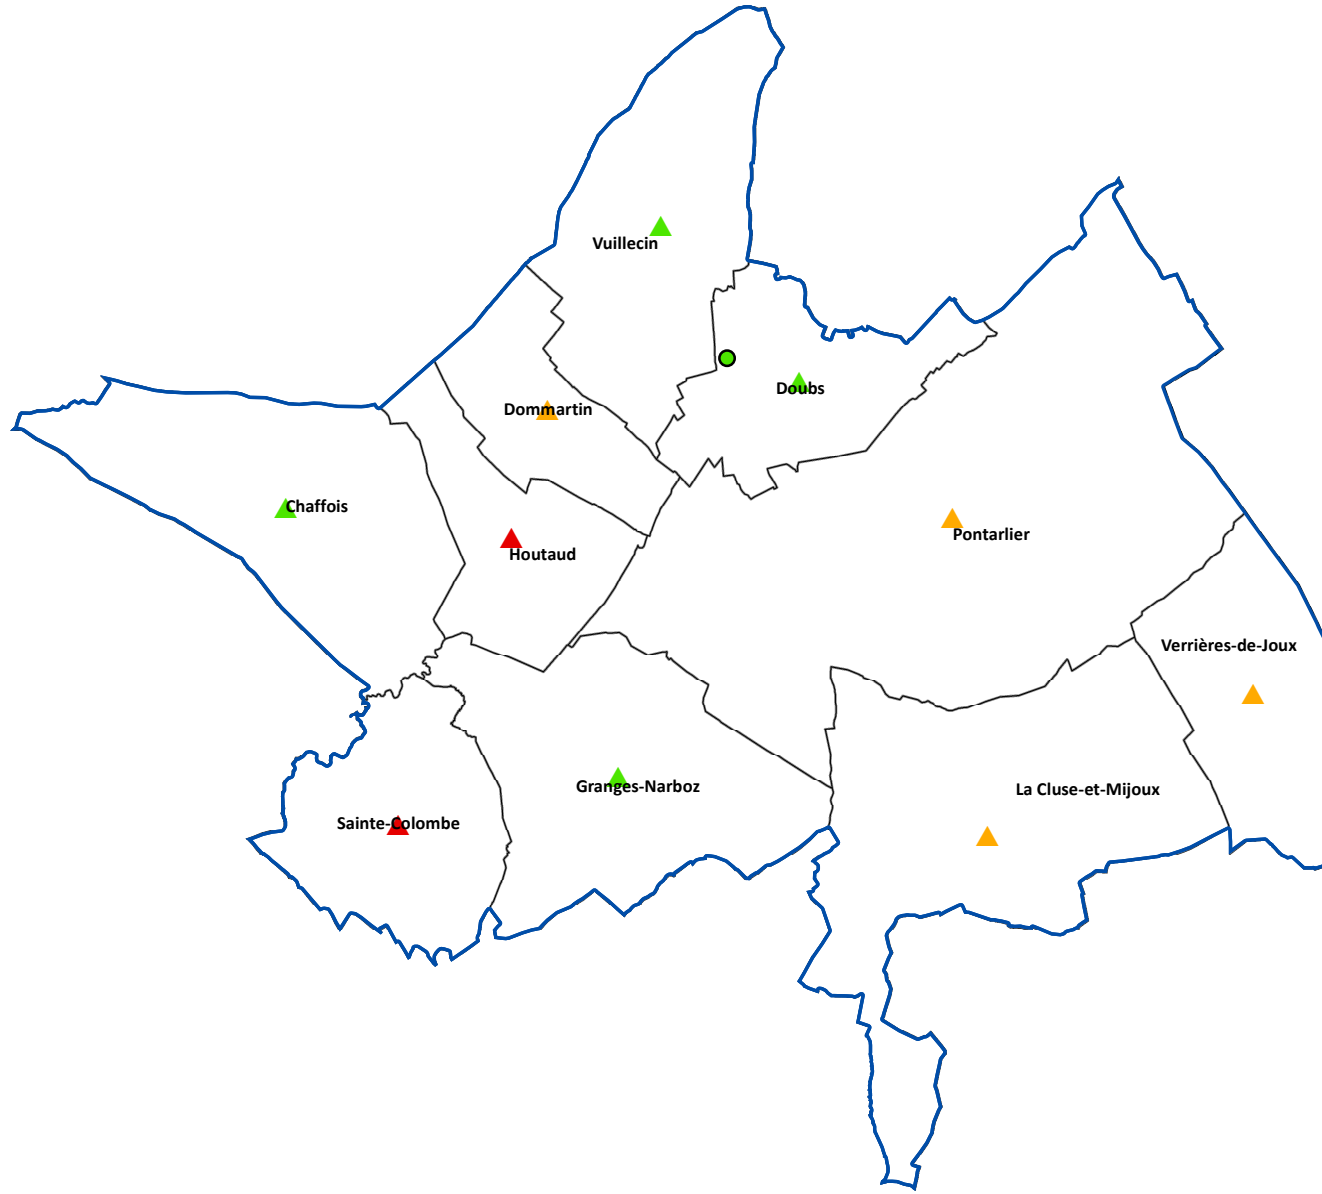 Vuillecin
Doubs
Dommartin
Chaffois
Houtaud
Pontarlier
Verrières-de-Joux
Granges-Narboz
La Cluse-et-Mijoux
Sainte-Colombe